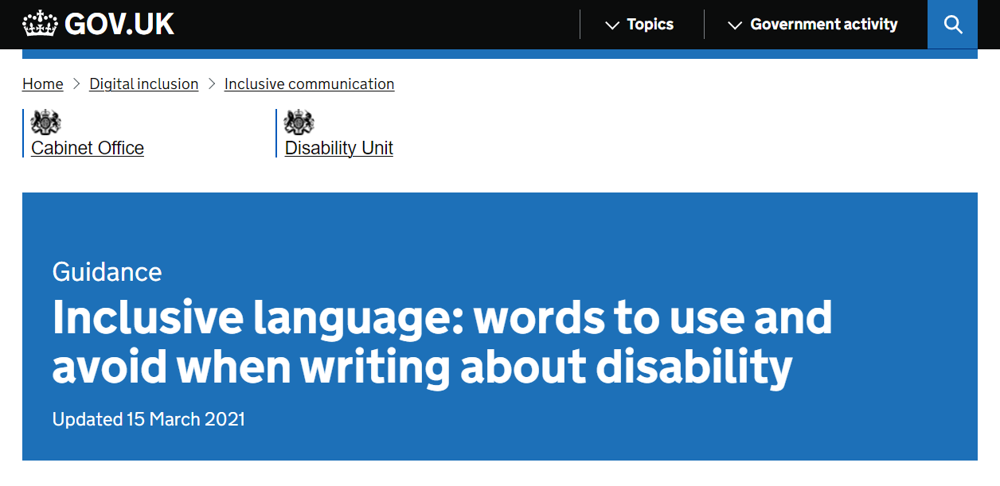 GOV.UK
Topics
Government activity
Home > Digital inclusion > Inclusive communication
Cabinet Office
Disability Unit
Guidance
Inclusive language: words to use and
avoid when writing about disability
Updated 15 March 2021